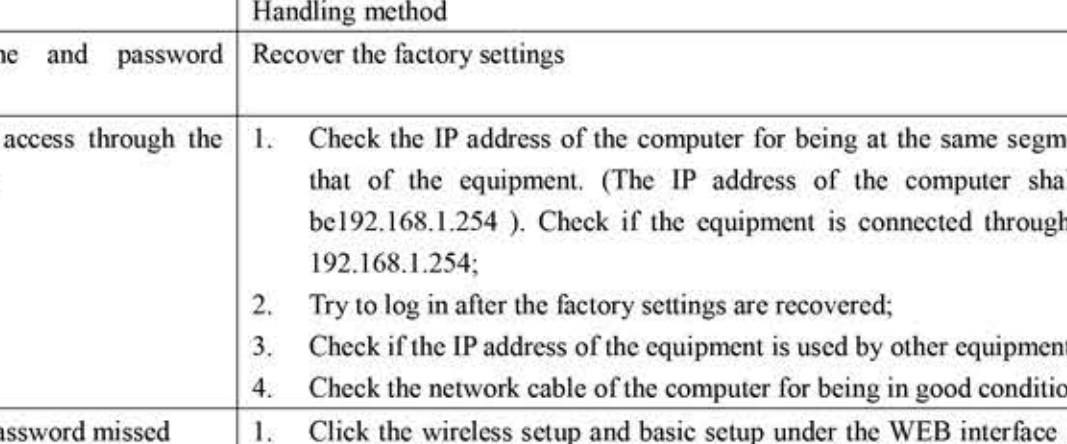 Handling method
and password Recover the factory settings
access through the 1. Check the IP address of the computer for being at the same
that of the equipment. (The IP address of the computer
be192.168.1.254 ). Check if the equipment is connected through
192.168.1.254;
2. Try to log in after the factory settings are recovered;
3. Check if the IP address of the equipment is used by other equipment
4. Check the network cable of the computer for being in good
missed 1. Click the wireless setup and basic setup under the WEB interface